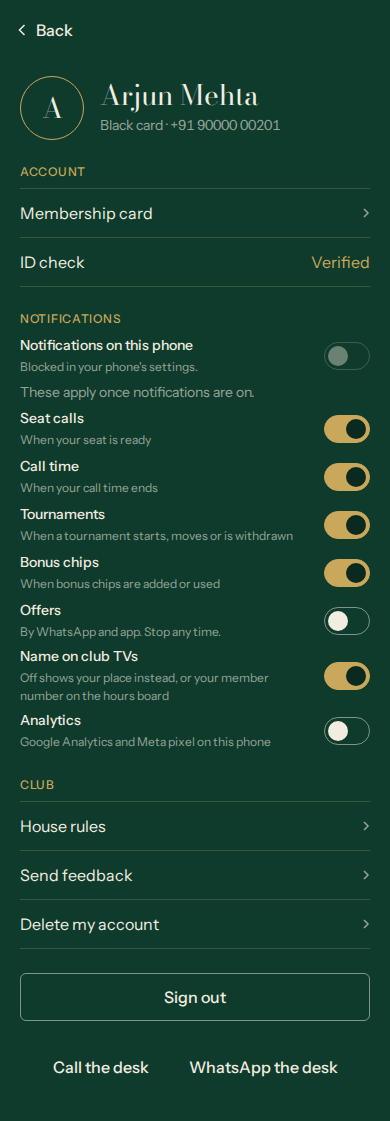 Back
A
Arjun Mehta
Black card · +91 90000 00201
ACCOUNT
Membership card
ID check
Verified
NOTIFICATIONS
Notifications on this phone
Blocked in your phone's settings.
These apply once notifications are on.
Seat calls
When your seat is ready
Call time
When your call time ends
Tournaments
When a tournament starts, moves or is withdrawn
Bonus chips
When bonus chips are added or used
Offers
By WhatsApp and app. Stop any time.
Name on club TVs
Off shows your place instead, or your member
number on the hours board
Analytics
Google Analytics and Meta pixel on this phone
CLUB
House rules
Send feedback
Delete my account
Sign out
Call the desk
WhatsApp the desk